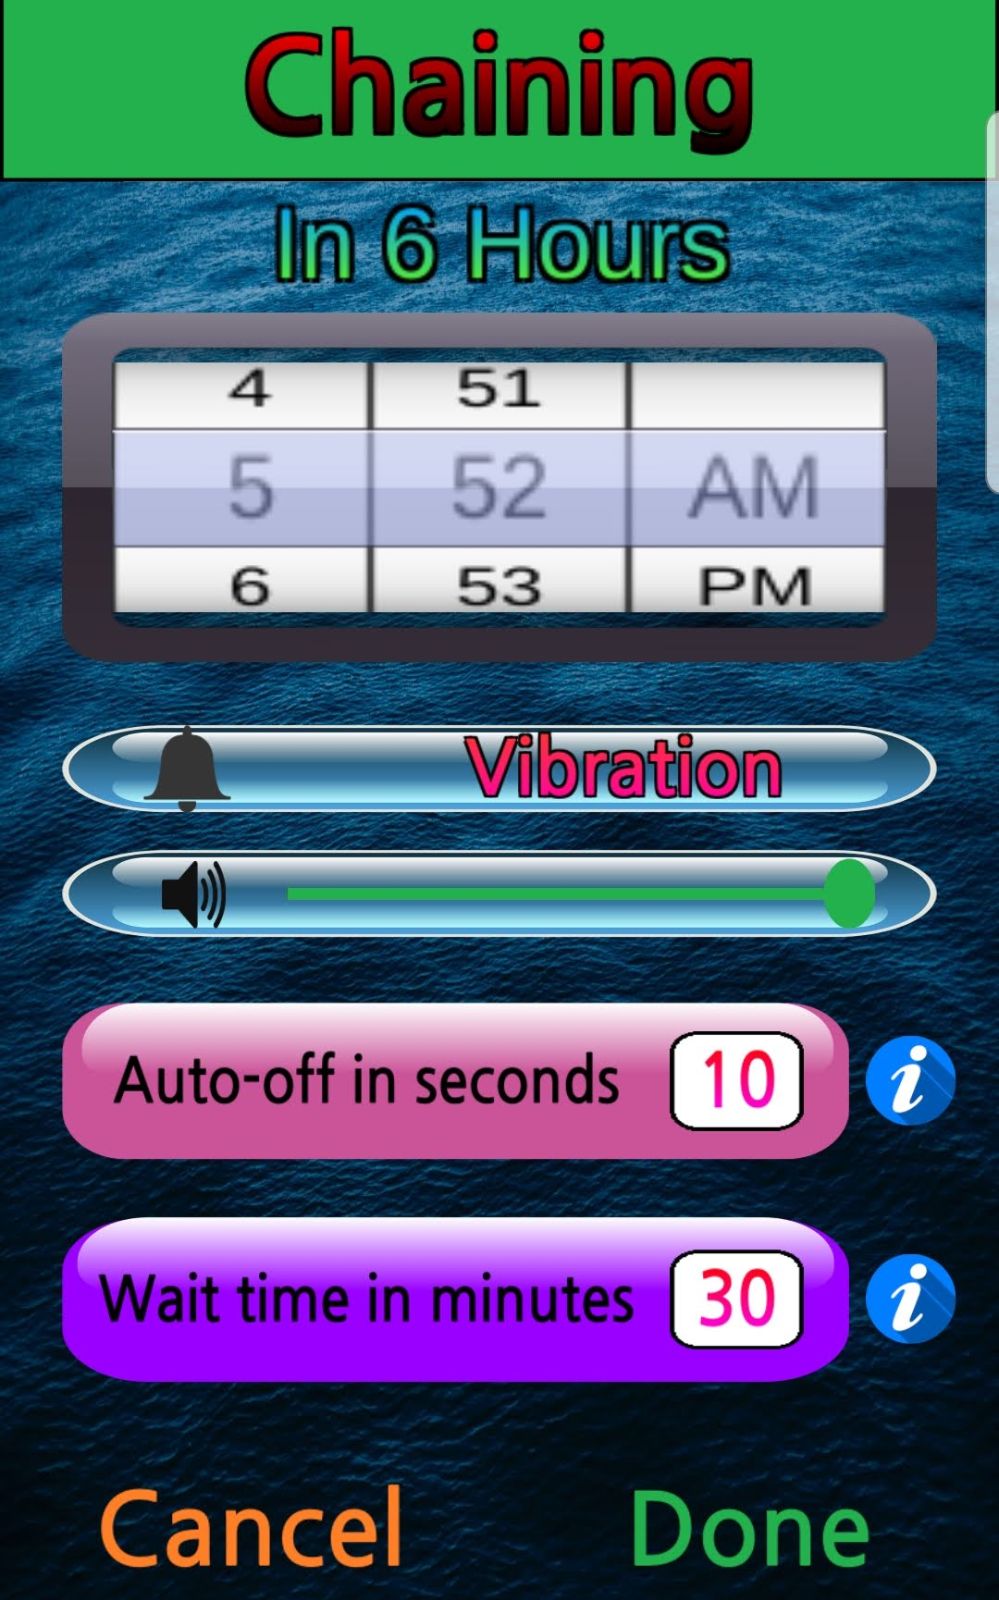 Chaining
In 6 Hours
4 51
5 52 AM
6 53 PM
Vibration
Auto-off in seconds 10 i
Wait time in minutes 30 i
Cancel Done